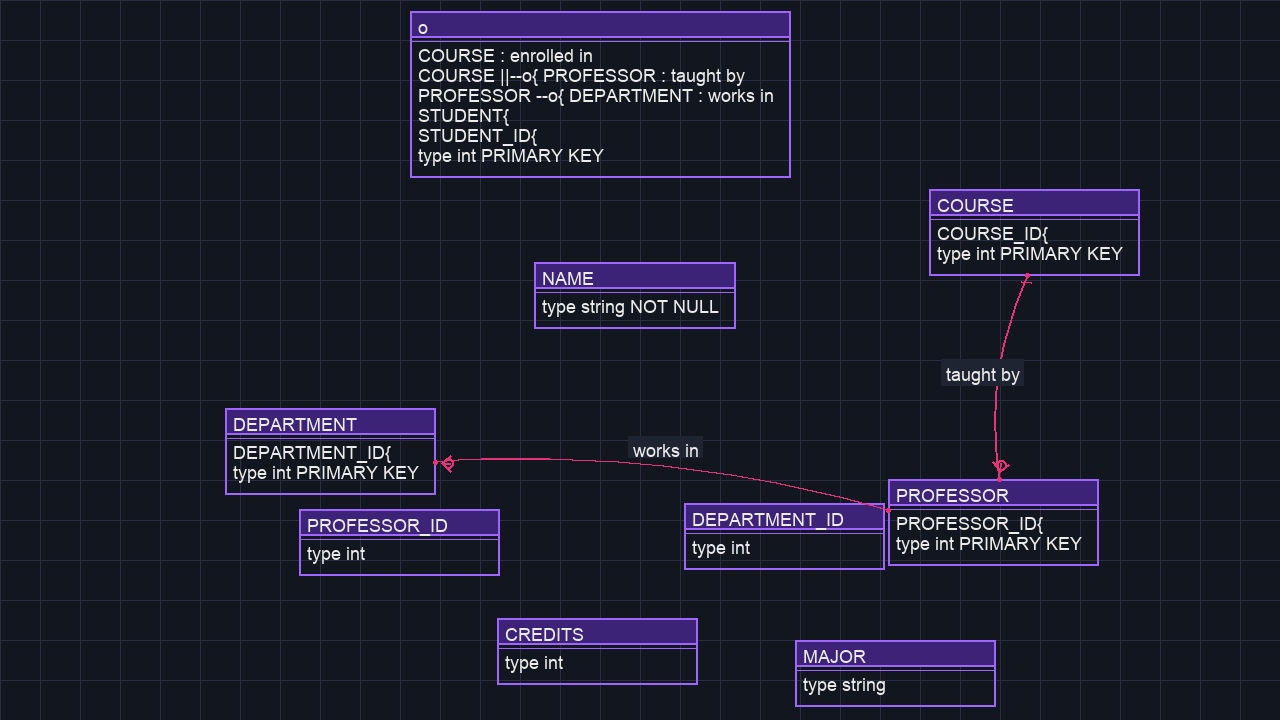 o
COURSE : enrolled in
COURSE ||--o{ PROFESSOR : taught by
PROFESSOR --o{ DEPARTMENT : works in
STUDENT{
STUDENT_ID{
type int PRIMARY KEY
COURSE
COURSE_ID{
type int PRIMARY KEY
NAME
type string NOT NULL
taught by
DEPARTMENT
DEPARTMENT_ID{
type int PRIMARY KEY
works in
PROFESSOR
PROFESSOR_ID{
type int PRIMARY KEY
DEPARTMENT_ID
type int
PROFESSOR_ID
type int
CREDITS
type int
MAJOR
type string